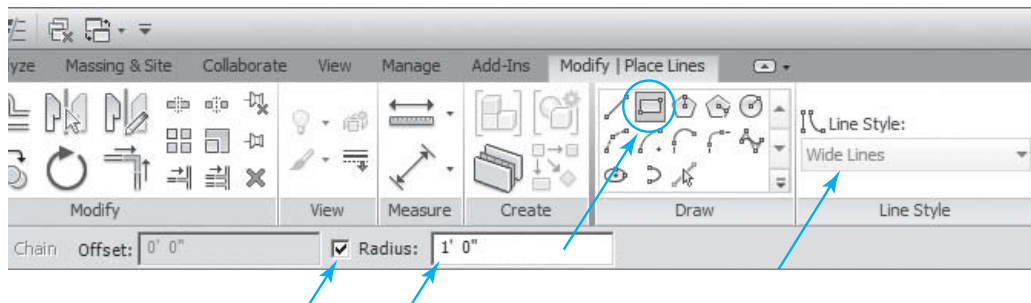 yze Massing & Site Collaborate View Manage Add-Ins Modify | Place Lines
Line Style:
Wide Lines
Modify View Measure Create Draw Line Style
Chain Offset: 0' 0" Radius: 1' 0"